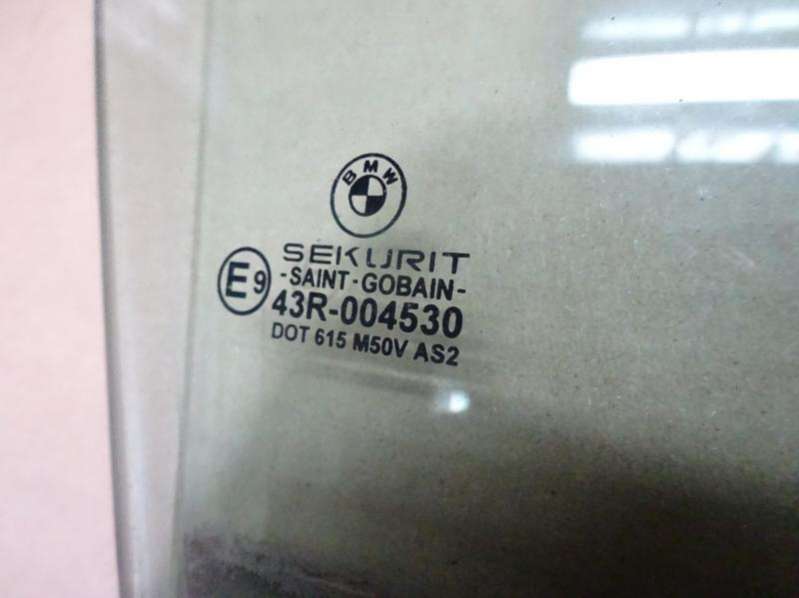 BMW
SEKURIT
-SAINT-GOBAIN-
E9
43R-004530
DOT 615 M50V AS2